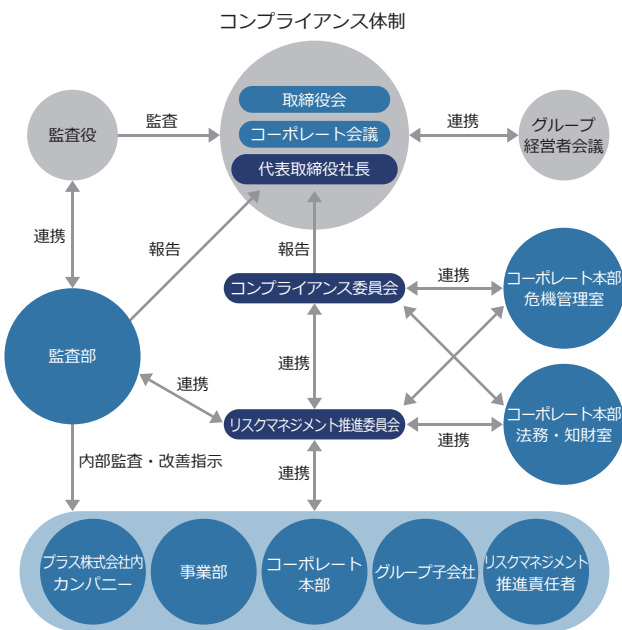 コンプライアンス体制
取締役会
コーポレート会議
代表取締役社長
監査役
監査
連携
グループ
経営者会議
連携
報告
報告
コンプライアンス委員会
連携
コーポレート本部
危機管理室
監査部
連携
連携
リスクマネジメント推進委員会
連携
コーポレート本部
法務・知財室
内部監査・改善指示
連携
プラス株式会社内
カンパニー
事業部
コーポレート
本部
グループ子会社
リスクマネジメント
推進責任者